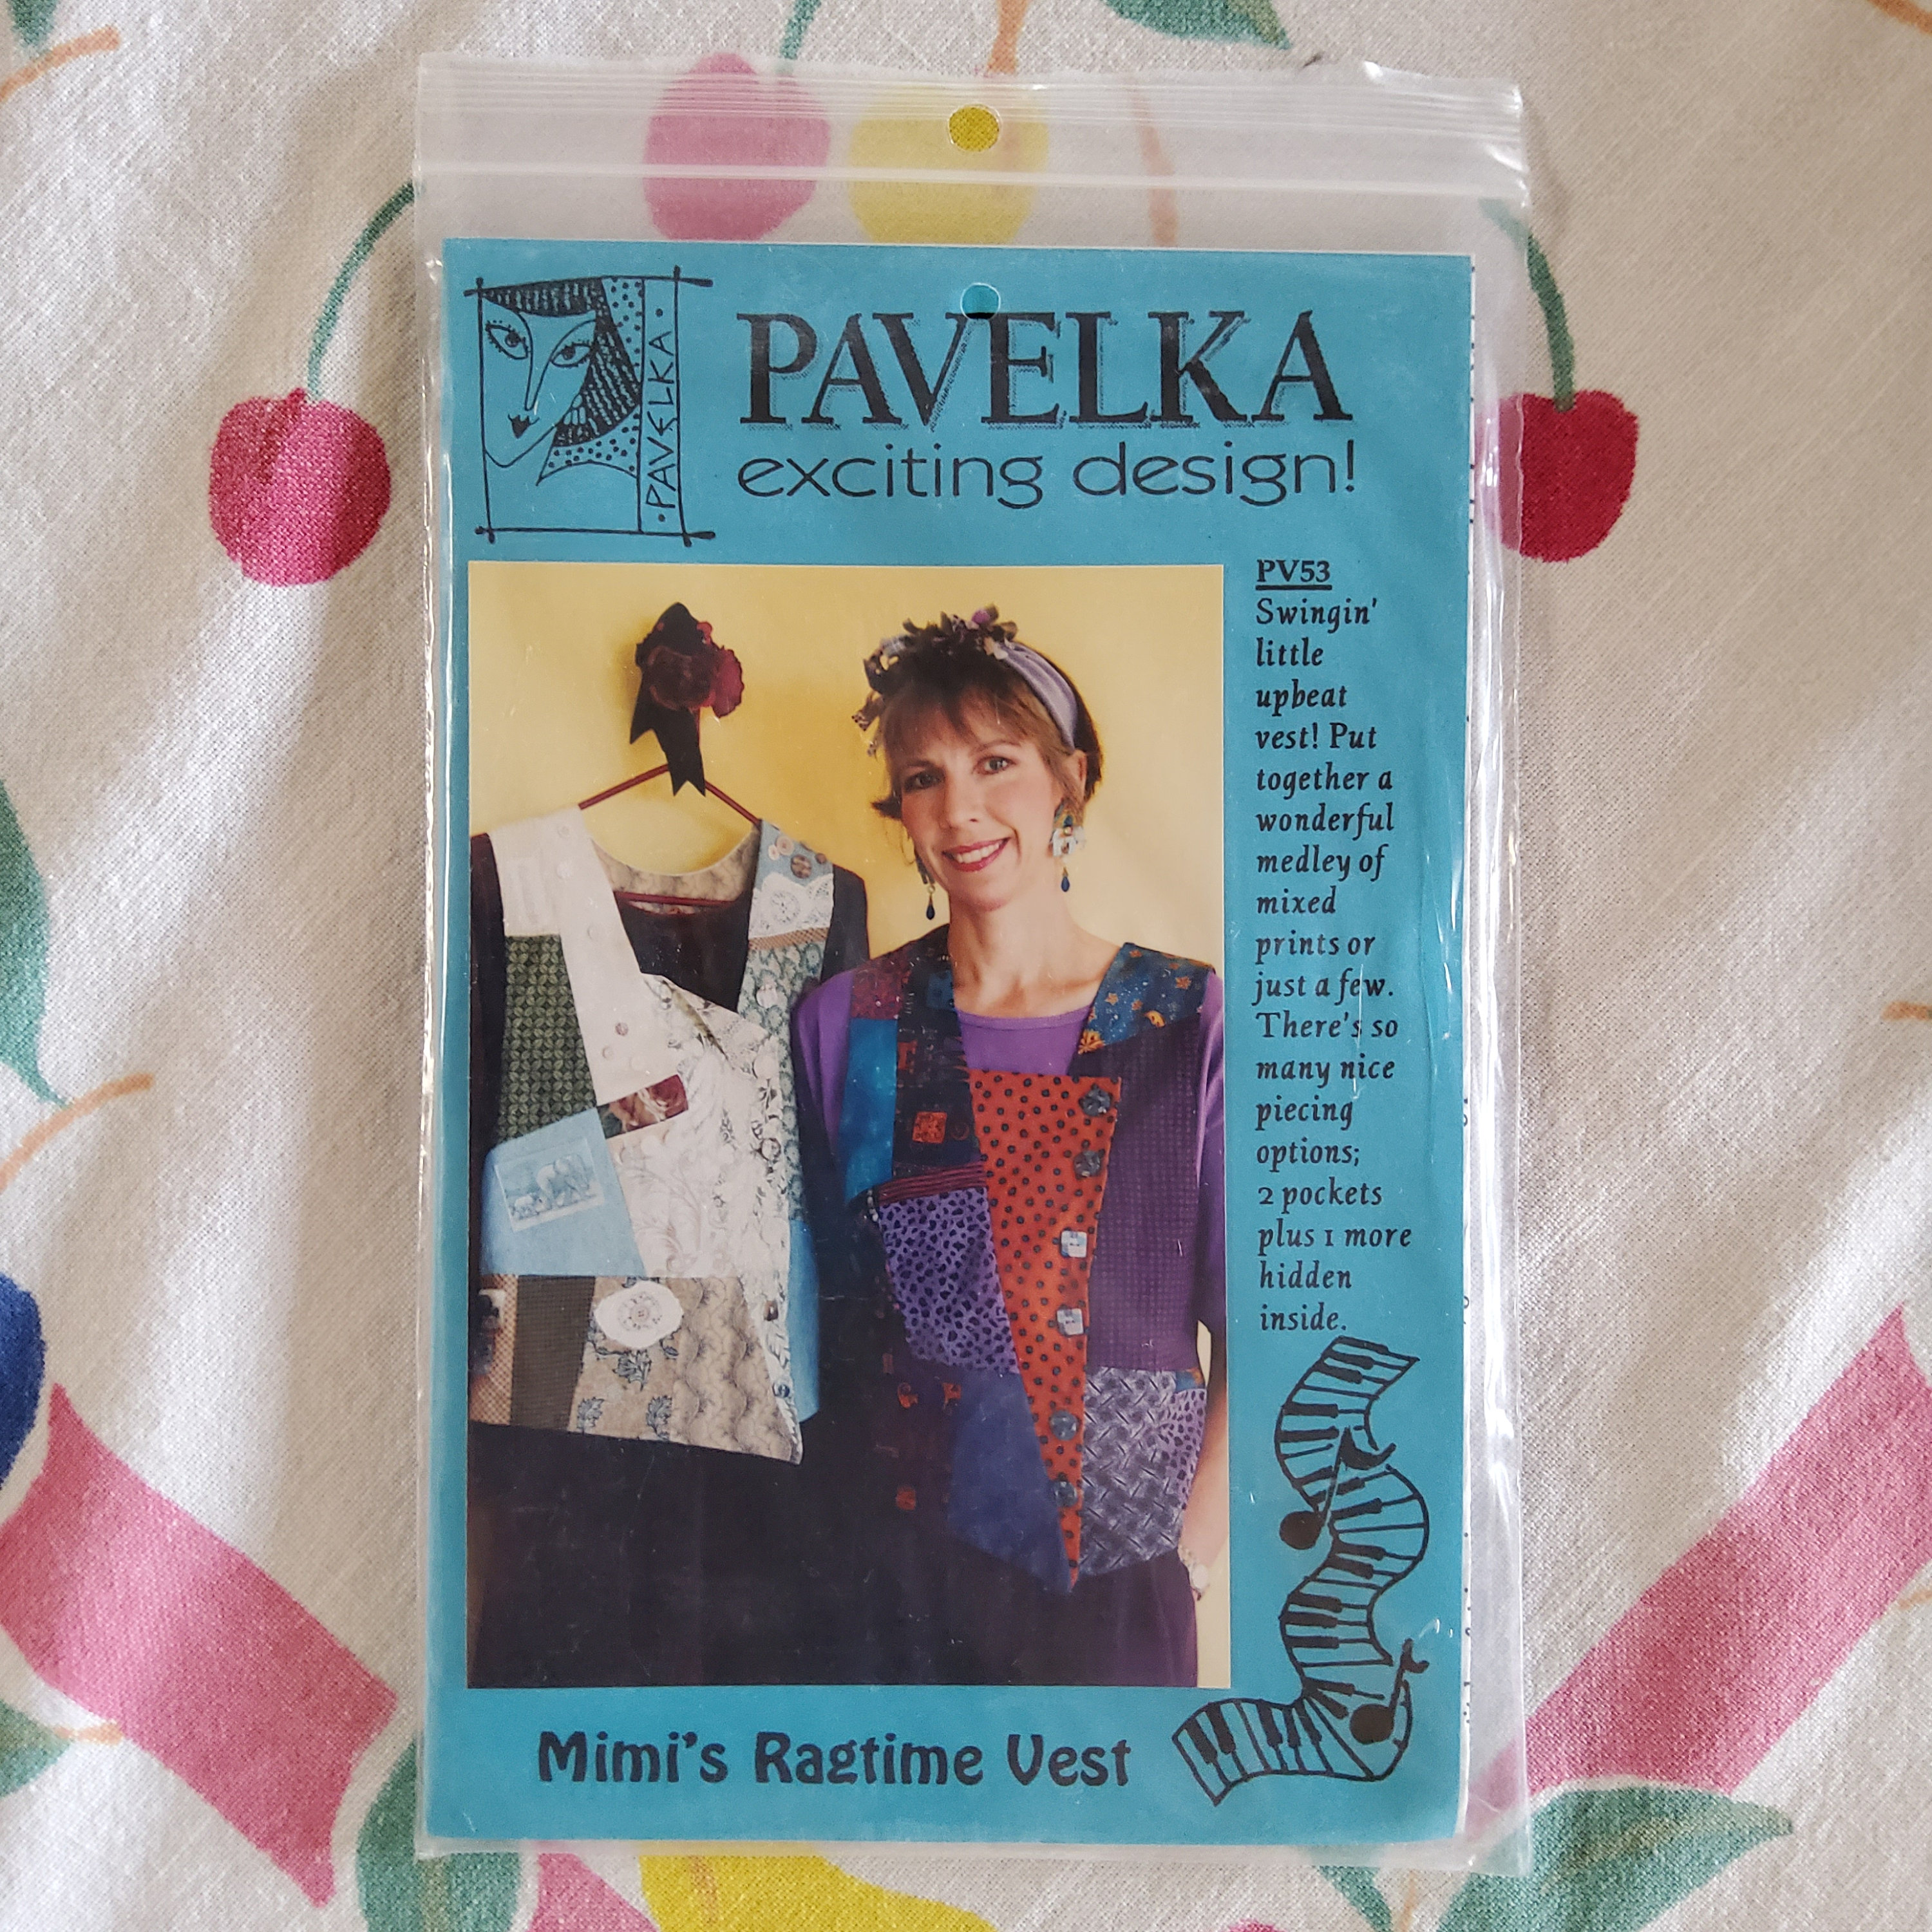 ·PAVELKA·
PAVELKA
exciting design!
PV53
Swingin'
little
upbeat
vest! Put
together a
wonderful
medley of
mixed
prints or
just a few.
There's so
many nice
piecing
options;
2 pockets
plus 1 more
hidden
inside.
Mimi's Ragtime Vest